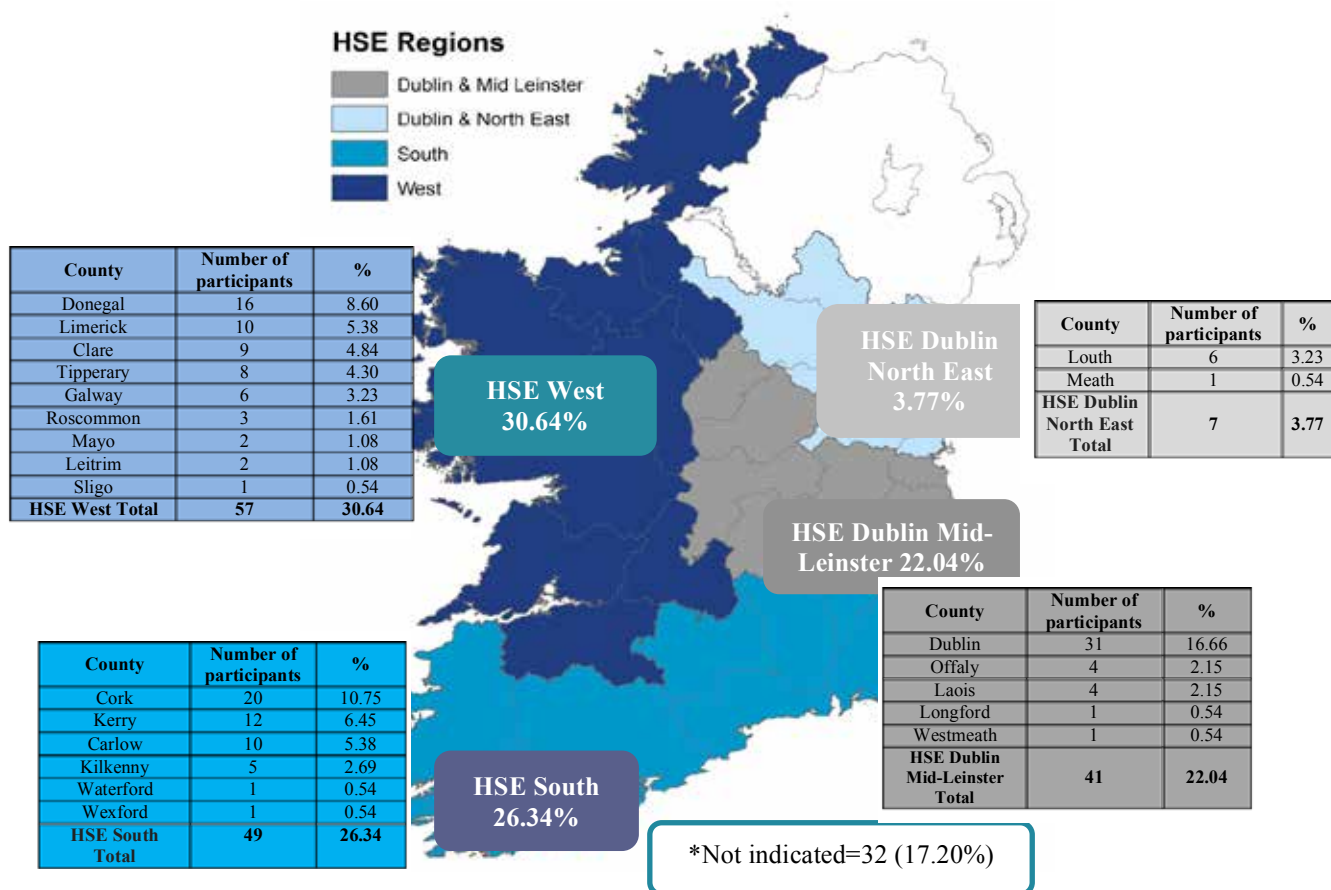 HSE Regions
Dublin & Mid Leinster
Dublin & North East
South
West
County Number of participants %
Donegal 16 8.60
Limerick 10 5.38
Clare 9 4.84
Tipperary 8 4.30
Galway 6 3.23
Roscommon 3 1.61
Mayo 2 1.08
Leitrim 2 1.08
Sligo 1 0.54
HSE West Total 57 30.64
HSE West
30.64%
HSE Dublin
North East
3.77%
County Number of participants %
Louth 6 3.23
Meath 1 0.54
HSE Dublin North East Total 7 3.77
HSE Dublin Mid-
Leinster 22.04%
County Number of participants %
Dublin 31 16.66
Offaly 4 2.15
Laois 4 2.15
Longford 1 0.54
Westmeath 1 0.54
HSE Dublin Mid-Leinster Total 41 22.04
County Number of participants %
Cork 20 10.75
Kerry 12 6.45
Carlow 10 5.38
Kilkenny 5 2.69
Waterford 1 0.54
Wexford 1 0.54
HSE South Total 49 26.34
HSE South
26.34%
*Not indicated=32 (17.20%)